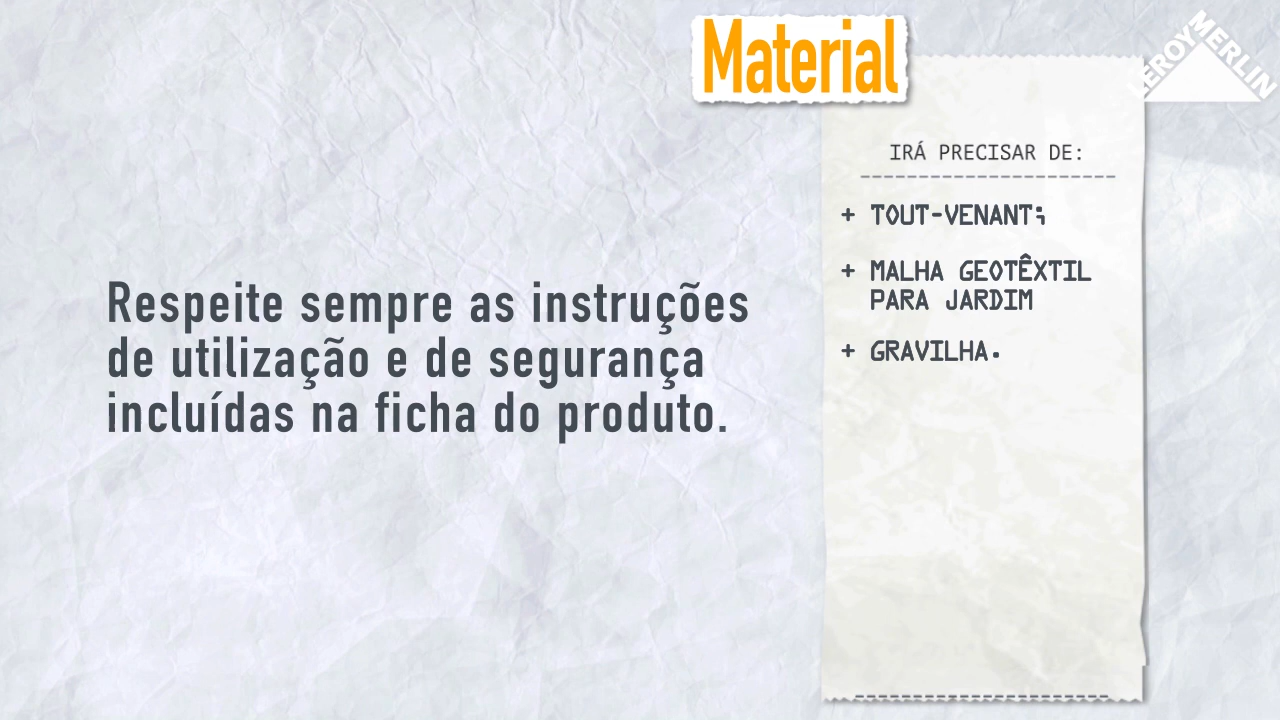 Material
LEROY MERLIN
IRÁ PRECISAR DE:
+ TOUT-VENANT;
+ MALHA GEOTÊXTIL
PARA JARDIM
+ GRAVILHA.
Respeite sempre as instruções
de utilização e de segurança
incluídas na ficha do produto.